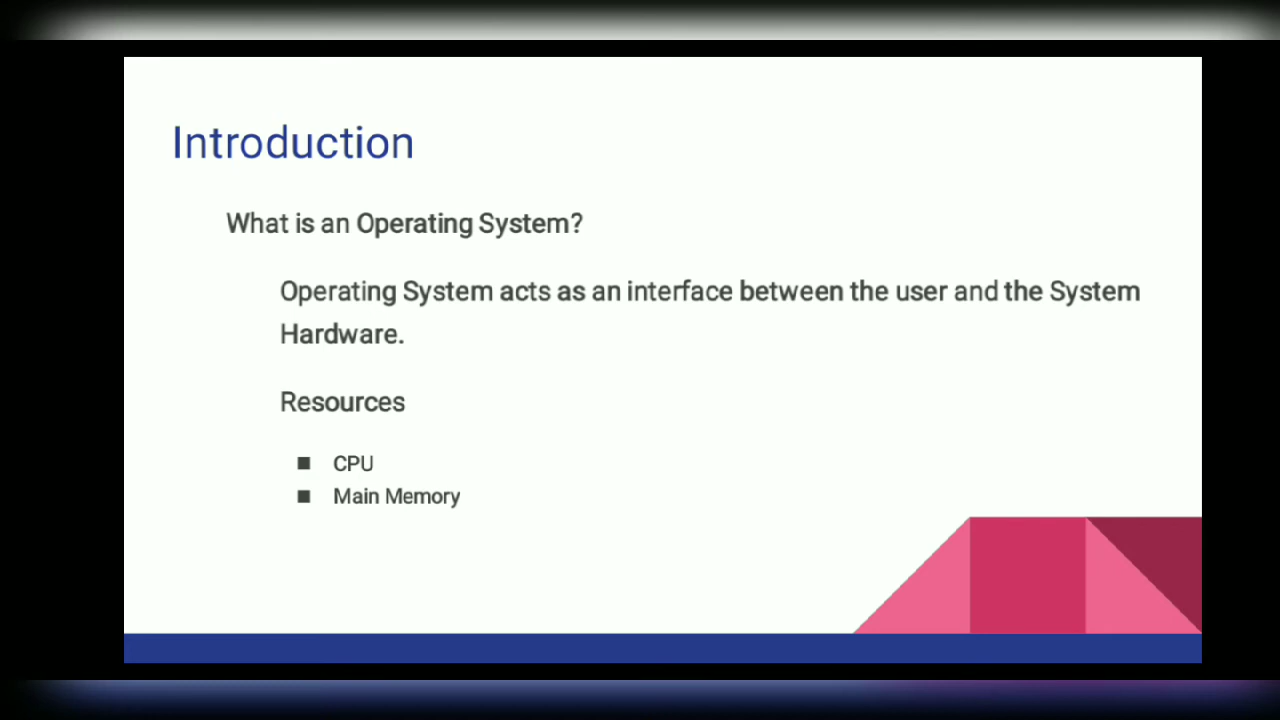 Introduction
What is an Operating System?
Operating System acts as an interface between the user and the System
Hardware.
Resources
■ CPU
■ Main Memory